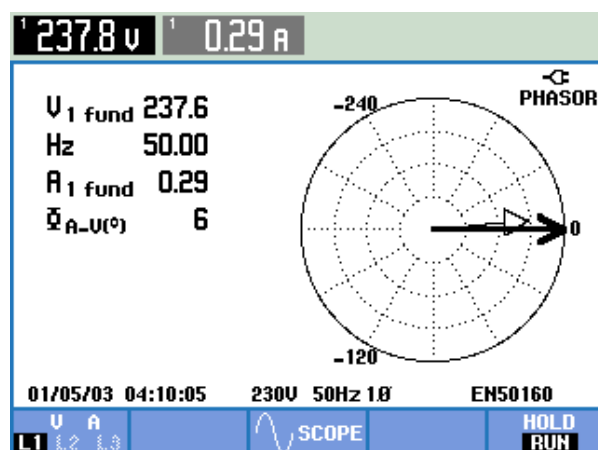 1 237.8 V 1 0.29 A
PHASOR
V1 fund 237.6
Hz 50.00
A1 fund 0.29
Φ A-V(°) 6
-240
0
-120
01/05/03 04:10:05 230V 50Hz 1Ø EN50160
V A
L1 L2 L3
SCOPE
HOLD
RUN